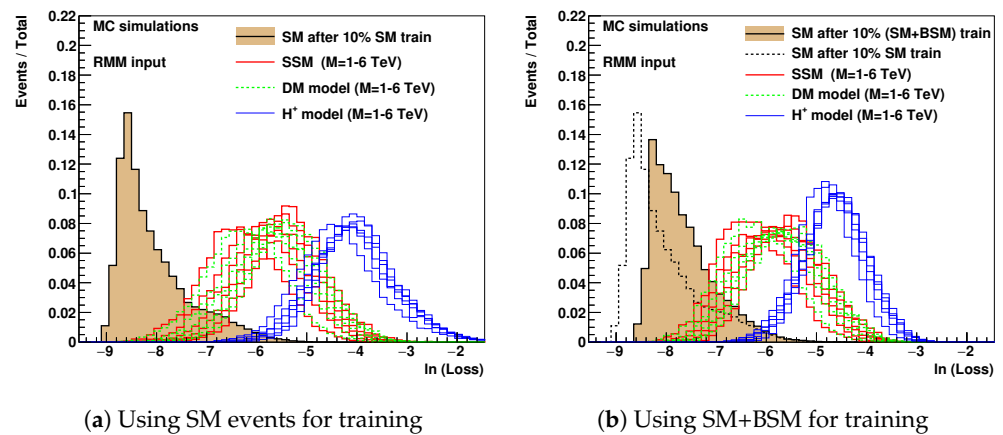 Events / Total
0.22
0.2
0.18
0.16
0.14
0.12
0.1
0.08
0.06
0.04
0.02
0
MC simulations
RMM input
SM after 10% SM train
SSM (M=1-6 TeV)
DM model (M=1-6 TeV)
H+ model (M=1-6 TeV)
−9 −8 −7 −6 −5 −4 −3 −2
ln (Loss)
(a) Using SM events for training
Events / Total
0.22
0.2
0.18
0.16
0.14
0.12
0.1
0.08
0.06
0.04
0.02
0
MC simulations
RMM input
SM after 10% (SM+BSM) train
SM after 10% SM train
SSM (M=1-6 TeV)
DM model (M=1-6 TeV)
H+ model (M=1-6 TeV)
−9 −8 −7 −6 −5 −4 −3 −2
ln (Loss)
(b) Using SM+BSM for training